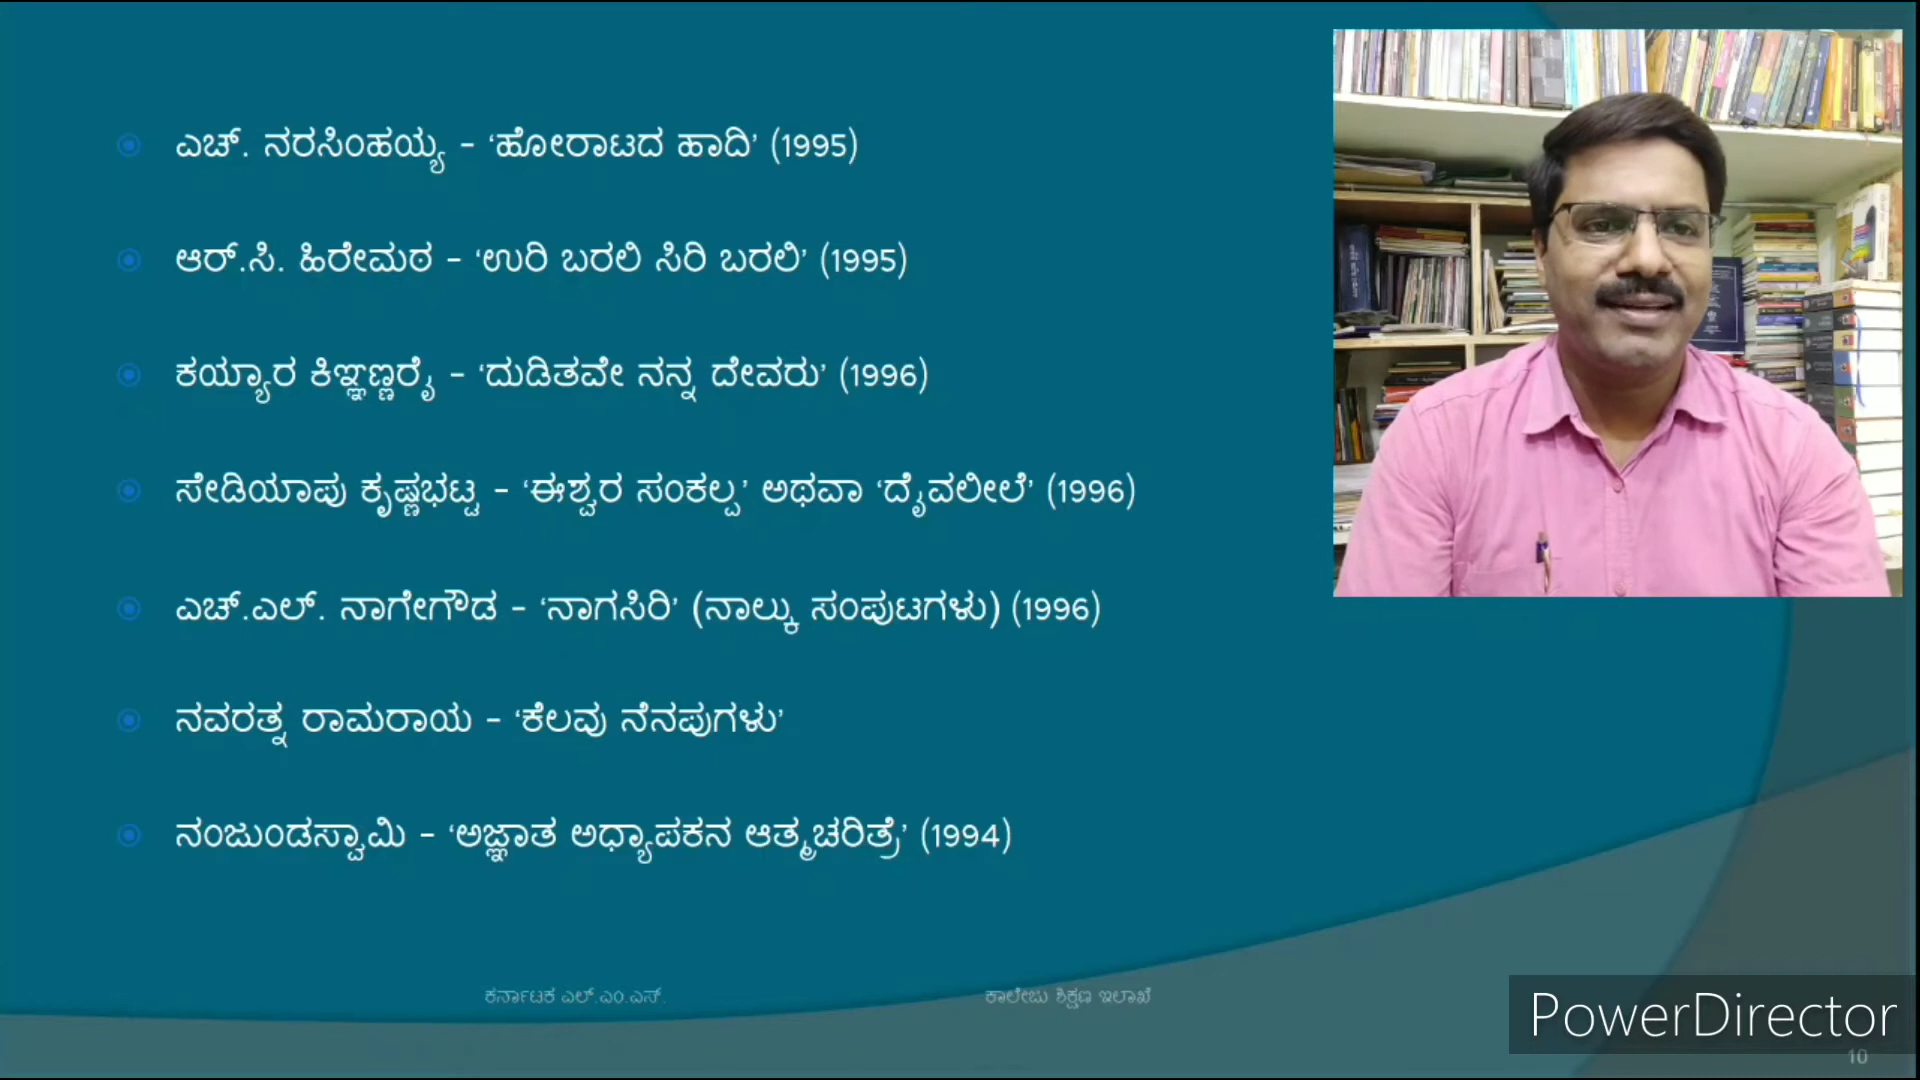 ಎಚ್. ನರಸಿಂಹಯ್ಯ – ‘ಹೋರಾಟದ ಹಾದಿ’ (1995)
ಆರ್.ಸಿ. ಹಿರೇಮಠ – ‘ಉರಿ ಬರಲಿ ಸಿರಿ ಬರಲಿ’ (1995)
ಕಯ್ಯಾರ ಕಿಞ್ಞಣ್ಣರೈ – ‘ದುಡಿತವೇ ನನ್ನ ದೇವರು’ (1996)
ಸೇಡಿಯಾಪು ಕೃಷ್ಣಭಟ್ಟ – ‘ಈಶ್ವರ ಸಂಕಲ್ಪ’ ಅಥವಾ ‘ದೈವಲೀಲೆ’ (1996)
ಎಚ್.ಎಲ್. ನಾಗೇಗೌಡ – ‘ನಾಗಸಿರಿ’ (ನಾಲ್ಕು ಸಂಪುಟಗಳು) (1996)
ನವರತ್ನ ರಾಮರಾಯ – ‘ಕೆಲವು ನೆನಪುಗಳು’
ನಂಜುಂಡಸ್ವಾಮಿ – ‘ಅಜ್ಞಾತ ಅಧ್ಯಾಪಕನ ಆತ್ಮಚರಿತ್ರೆ’ (1994)
ಕರ್ನಾಟಕ ಎಲ್.ಎಂ.ಎಸ್. ಕಾಲೇಜು ಶಿಕ್ಷಣ ಇಲಾಖೆ
PowerDirector
10